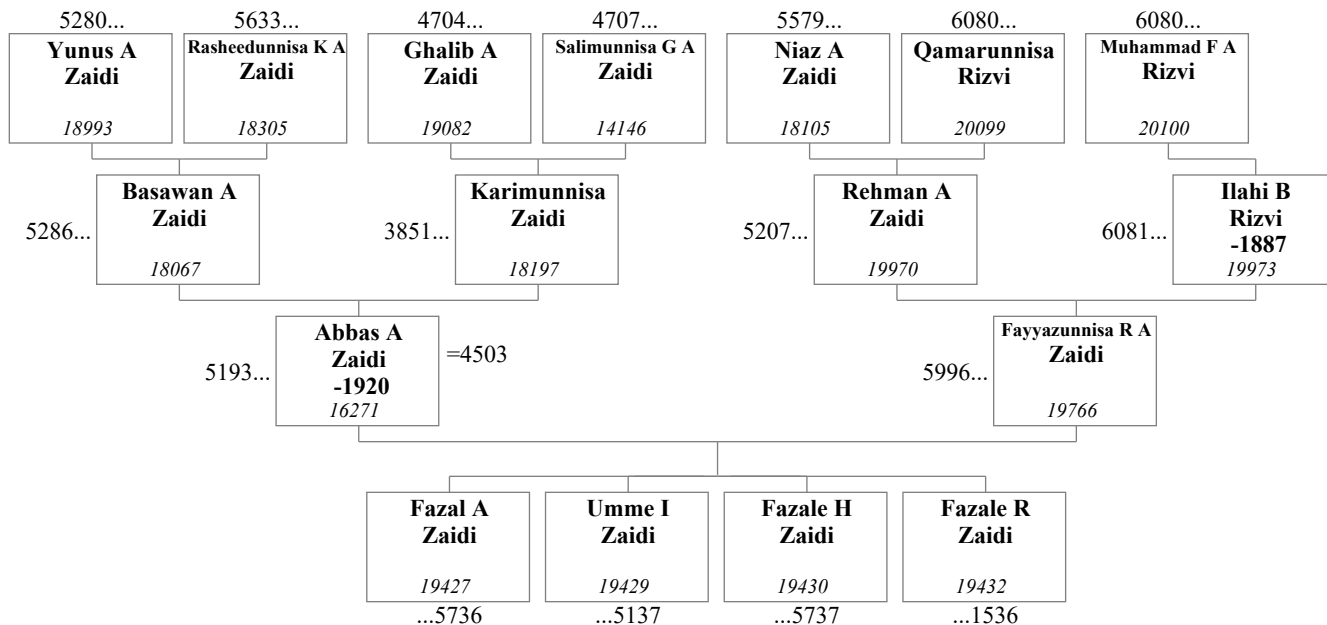 5280... 5633... 4704... 4707... 5579... 6080... 6080...
Yunus A Rasheedunnisa K A Ghalib A Salimunnisa G A Niaz A Qamarunnisa Muhammad F A
Zaidi Zaidi Zaidi Zaidi Zaidi Rizvi Rizvi
18993 18305 19082 14146 18105 20099 20100
Basawan A Karimunnisa Rehman A Ilahi B
Zaidi Zaidi Zaidi Rizvi
5286... 3851... 5207... 6081... -1887
18067 18197 19970 19973
Abbas A Fayyazunnisa R A
Zaidi =4503 Zaidi
5193... -1920 5996...
16271 19766
Fazal A Umme I Fazale H Fazale R
Zaidi Zaidi Zaidi Zaidi
19427 19429 19430 19432
...5736 ...5137 ...5737 ...1536